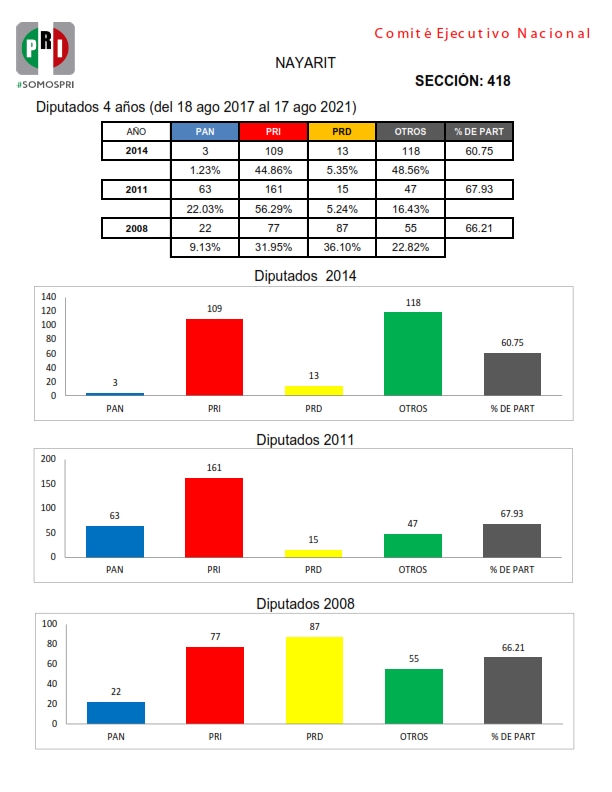 Comité Ejecutivo Nacional
PRI
#SOMOSPRI
NAYARIT
SECCIÓN: 418
Diputados 4 años (del 18 ago 2017 al 17 ago 2021)
AÑO PAN PRI PRD OTROS % DE PART
2014 3 109 13 118 60.75
1.23% 44.86% 5.35% 48.56%
2011 63 161 15 47 67.93
22.03% 56.29% 5.24% 16.43%
2008 22 77 87 55 66.21
9.13% 31.95% 36.10% 22.82%
Diputados 2014
140
120
100
80
60
40
20
0
3 109 13 118 60.75
PAN PRI PRD OTROS % DE PART
Diputados 2011
200
150
100
50
0
63 161 15 47 67.93
PAN PRI PRD OTROS % DE PART
Diputados 2008
100
80
60
40
20
0
22 77 87 55 66.21
PAN PRI PRD OTROS % DE PART